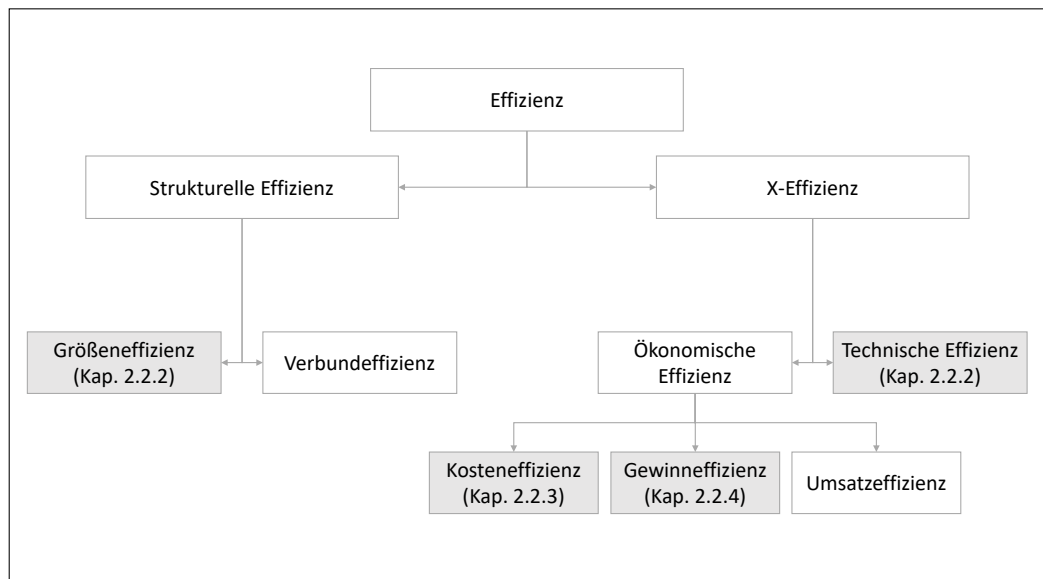 Effizienz
Strukturelle Effizienz
X-Effizienz
Größeneffizienz
(Kap. 2.2.2)
Verbundeffizienz
Ökonomische
Effizienz
Technische Effizienz
(Kap. 2.2.2)
Kosteneffizienz
(Kap. 2.2.3)
Gewinneffizienz
(Kap. 2.2.4)
Umsatzeffizienz